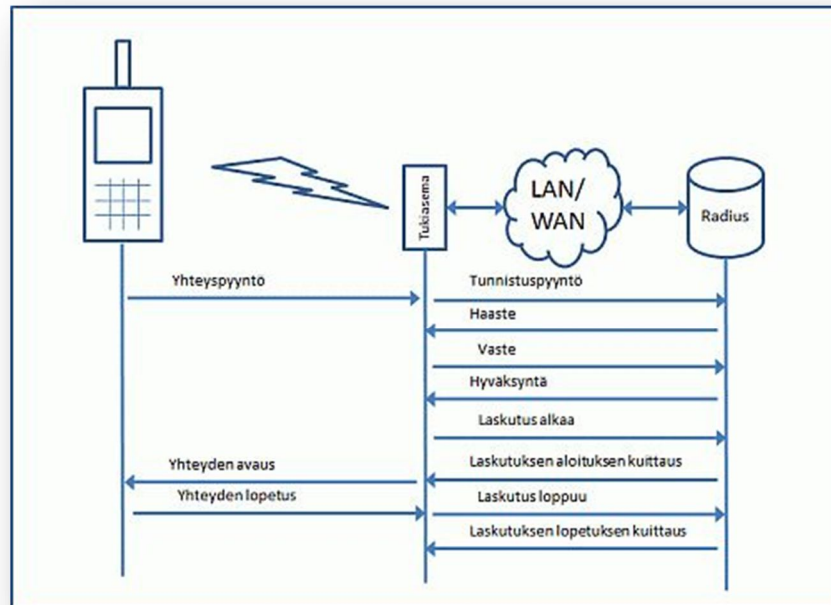 Tukiasema
LAN/
WAN
Radius
Yhteyspyyntö
Tunnistuspyyntö
Haaste
Vaste
Hyväksyntä
Laskutus alkaa
Yhteyden avaus
Laskutuksen aloituksen kuittaus
Yhteyden lopetus
Laskutus loppuu
Laskutuksen lopetuksen kuittaus